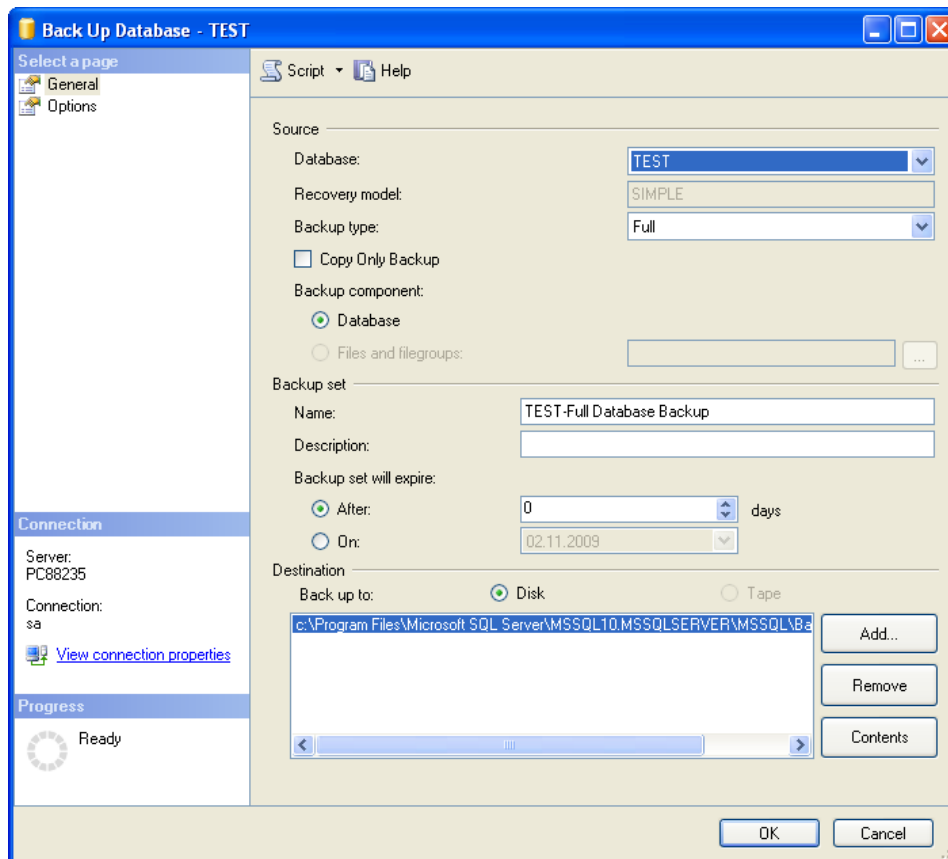 Back Up Database - TEST
Select a page
General
Options
Script Help
Source
Database: TEST
Recovery model: SIMPLE
Backup type: Full
Copy Only Backup
Backup component:
Database
Files and filegroups: ...
Backup set
Name: TEST-Full Database Backup
Description:
Backup set will expire:
After: 0 days
On: 02.11.2009
Destination
Back up to: Disk Tape
c:\Program Files\Microsoft SQL Server\MSSQL10.MSSQLSERVER\MSSQL\Ba
Add...
Remove
Contents
Connection
Server:
PC88235
Connection:
sa
View connection properties
Progress
Ready
OK Cancel